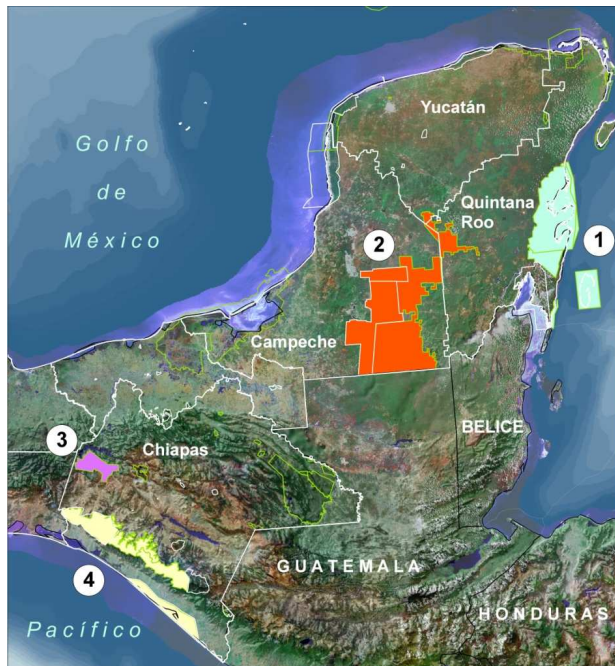 Yucatán
Golfo
de
México
Quintana
Roo
1
2
Campeche
BELICE
3
Chiapas
GUATEMALA
4
Pacífico
HONDURAS